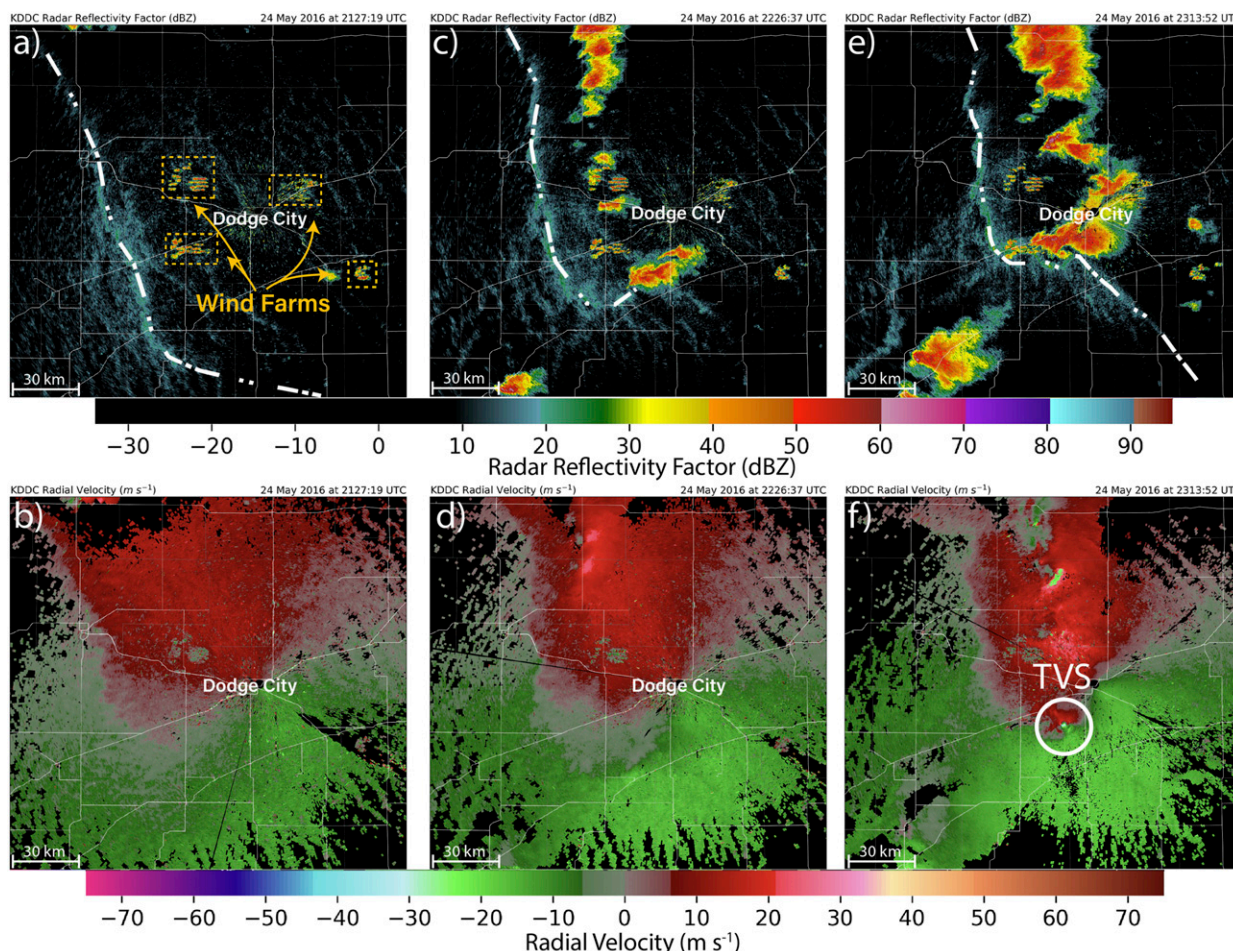 KDDC Radar Reflectivity Factor (dBZ) 24 May 2016 at 2127:19 UTC
KDDC Radar Reflectivity Factor (dBZ) 24 May 2016 at 2226:37 UTC
KDDC Radar Reflectivity Factor (dBZ) 24 May 2016 at 2313:52 UTC
a)
c)
e)
Dodge City
Dodge City
Dodge City
Wind Farms
30 km
30 km
30 km
−30 −20 −10 0 10 20 30 40 50 60 70 80 90
Radar Reflectivity Factor (dBZ)
KDDC Radial Velocity (m s⁻¹) 24 May 2016 at 2127:19 UTC
KDDC Radial Velocity (m s⁻¹) 24 May 2016 at 2226:37 UTC
KDDC Radial Velocity (m s⁻¹) 24 May 2016 at 2313:52 UTC
b)
d)
f)
Dodge City
Dodge City
TVS
30 km
30 km
30 km
−70 −60 −50 −40 −30 −20 −10 0 10 20 30 40 50 60 70
Radial Velocity (m s⁻¹)